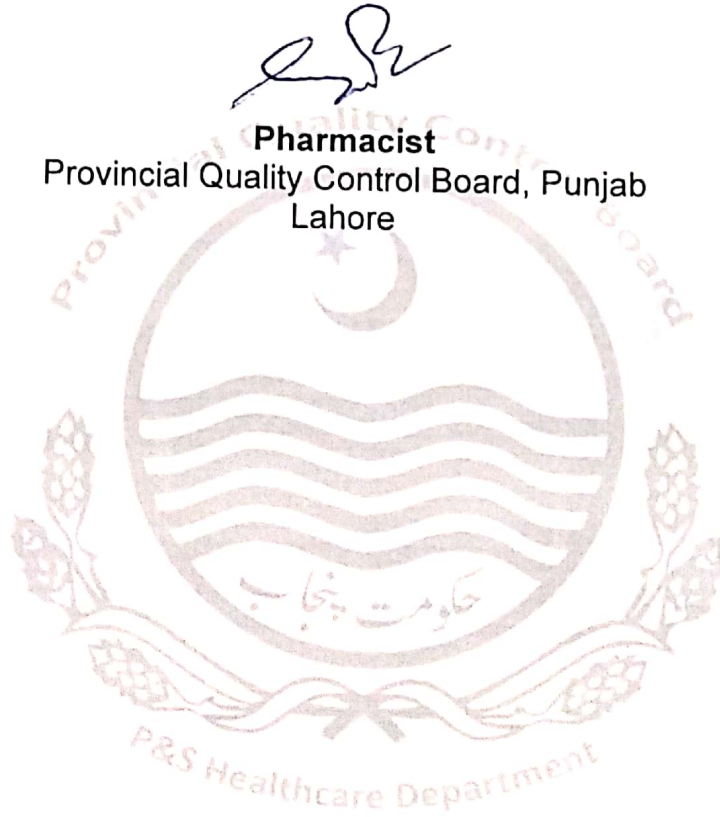 Pharmacist
Provincial Quality Control Board, Punjab
Lahore
Provincial Quality Control Board
حکومت پنجاب
P&S Healthcare Department